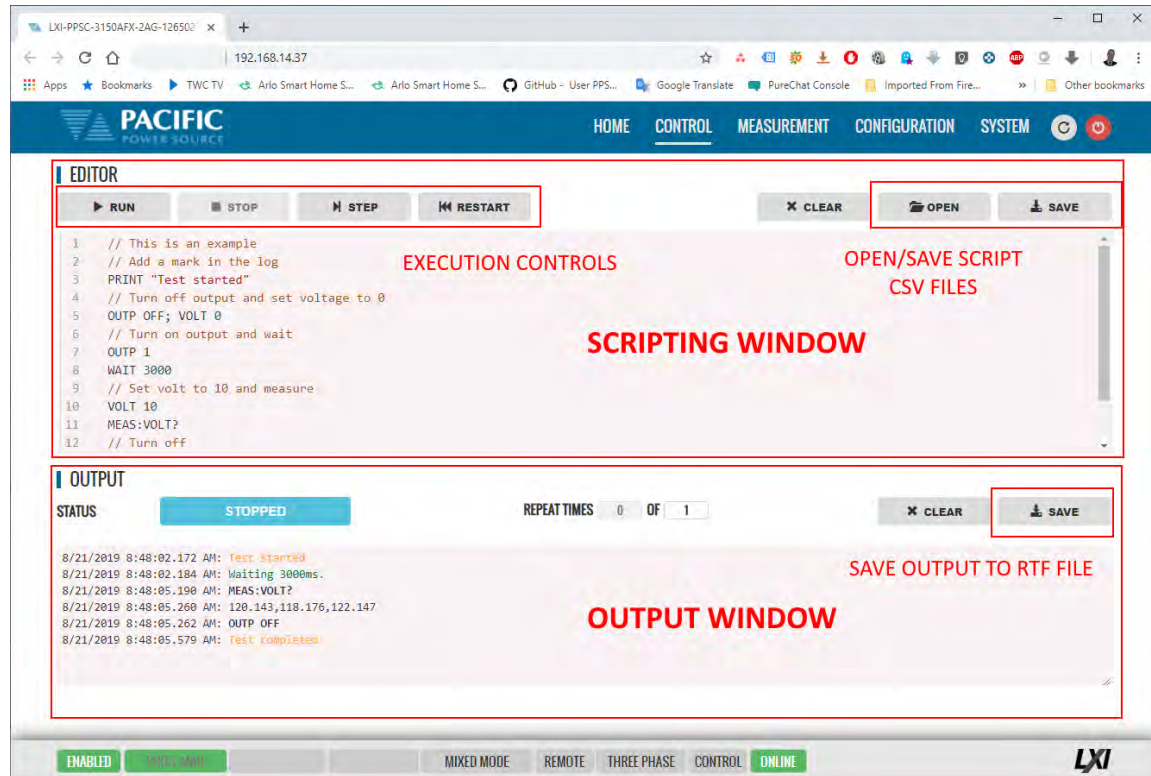 LXI-PPSC-3150AFX-2AG-126502
192.168.14.37
Apps Bookmarks TWC TV Arlo Smart Home S... Arlo Smart Home S... GitHub - User PPS... Google Translate PureChat Console Imported From Fire... » Other bookmarks
PACIFIC
POWER SOURCE
HOME CONTROL MEASUREMENT CONFIGURATION SYSTEM
EDITOR
RUN STOP STEP RESTART CLEAR OPEN SAVE
1 // This is an example
2 // Add a mark in the log
3 PRINT "Test started"
4 // Turn off output and set voltage to 0
5 OUTP OFF; VOLT 0
6 // Turn on output and wait
7 OUTP 1
8 WAIT 3000
9 // Set volt to 10 and measure
10 VOLT 10
11 MEAS:VOLT?
12 // Turn off
EXECUTION CONTROLS
OPEN/SAVE SCRIPT
CSV FILES
SCRIPTING WINDOW
OUTPUT
STATUS STOPPED REPEAT TIMES 0 OF 1 CLEAR SAVE
8/21/2019 8:48:02.172 AM: Test started
8/21/2019 8:48:02.184 AM: Waiting 3000ms.
8/21/2019 8:48:05.190 AM: MEAS:VOLT?
8/21/2019 8:48:05.260 AM: 120.143,118.176,122.147
8/21/2019 8:48:05.262 AM: OUTP OFF
8/21/2019 8:48:05.579 AM: Test completed
SAVE OUTPUT TO RTF FILE
OUTPUT WINDOW
ENABLED MIXED MODE REMOTE THREE PHASE CONTROL ONLINE LXI